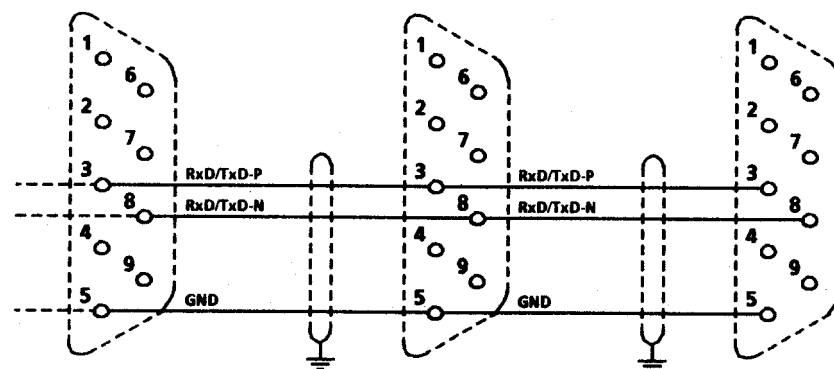 1 1 1
6 6 6
2 2 2
7 7 7
3 RxD/TxD-P 3 RxD/TxD-P 3
8 RxD/TxD-N 8 RxD/TxD-N 8
4 4 4
9 9 9
5 GND 5 GND 5